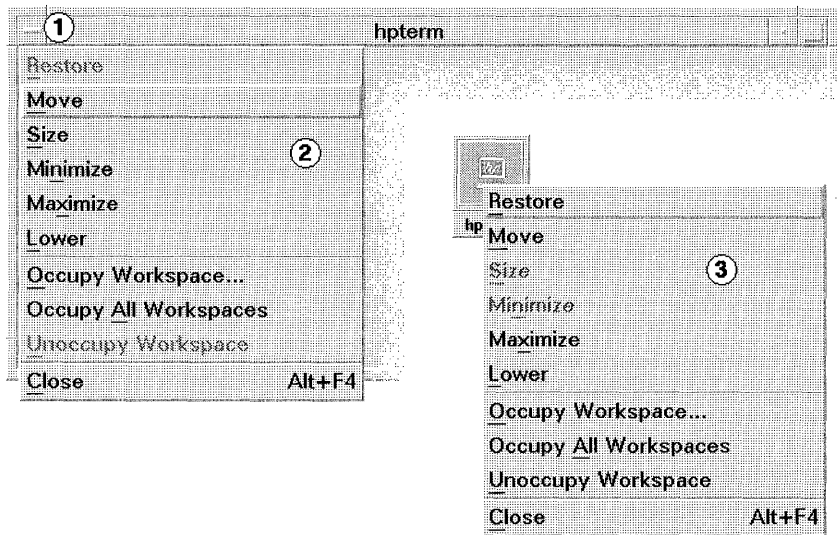 1
hpterm
Restore
Move
Size
2
Minimize
Maximize
Lower
Occupy Workspace...
Occupy All Workspaces
Unoccupy Workspace
Close Alt+F4
hp
Restore
Move
Size
3
Minimize
Maximize
Lower
Occupy Workspace...
Occupy All Workspaces
Unoccupy Workspace
Close Alt+F4